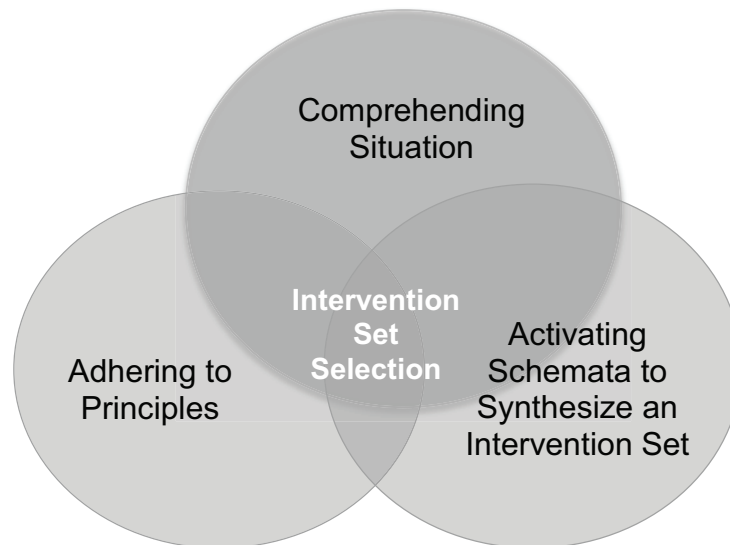 Comprehending
Situation
Intervention
Set
Selection
Adhering to
Principles
Activating
Schemata to
Synthesize an
Intervention Set